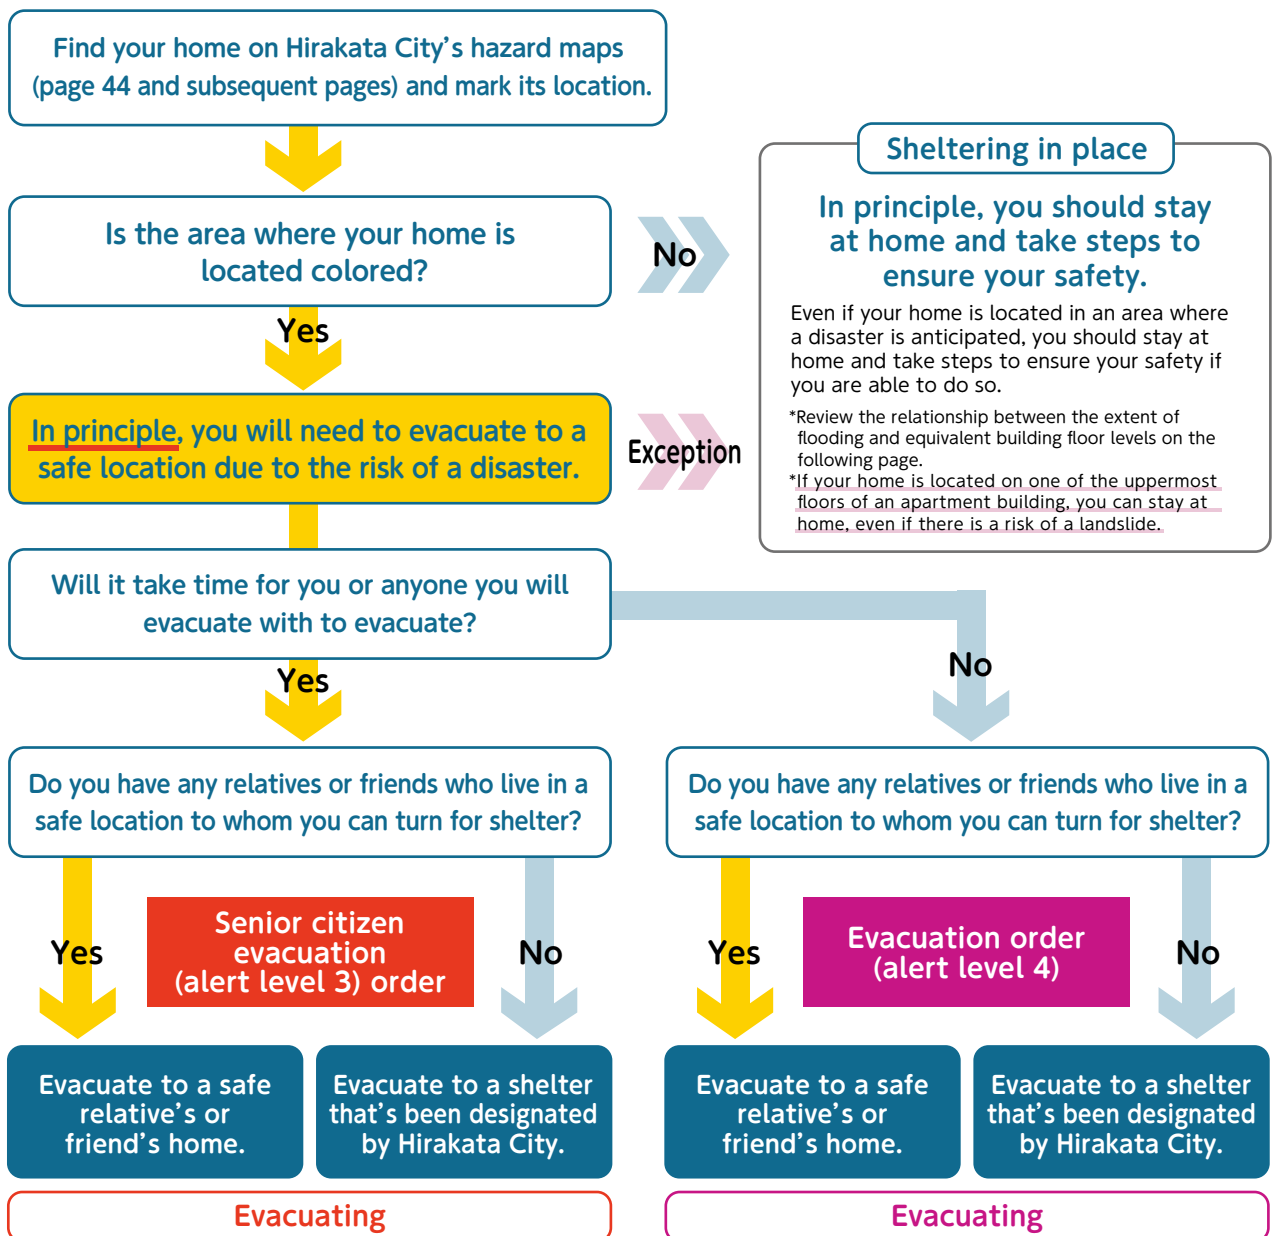 Find your home on Hirakata City's hazard maps
(page 44 and subsequent pages) and mark its location.
Is the area where your home is
located colored?
No
Yes
Sheltering in place
In principle, you should stay
at home and take steps to
ensure your safety.
Even if your home is located in an area where
a disaster is anticipated, you should stay at
home and take steps to ensure your safety if
you are able to do so.
*Review the relationship between the extent of
flooding and equivalent building floor levels on the
following page.
*If your home is located on one of the uppermost
floors of an apartment building, you can stay at
home, even if there is a risk of a landslide.
In principle, you will need to evacuate to a
safe location due to the risk of a disaster.
Exception
Will it take time for you or anyone you will
evacuate with to evacuate?
Yes
No
Do you have any relatives or friends who live in a
safe location to whom you can turn for shelter?
Yes
Senior citizen
evacuation
(alert level 3) order
No
Evacuate to a safe
relative's or
friend's home.
Evacuate to a shelter
that's been designated
by Hirakata City.
Evacuating
Do you have any relatives or friends who live in a
safe location to whom you can turn for shelter?
Yes
Evacuation order
(alert level 4)
No
Evacuate to a safe
relative's or
friend's home.
Evacuate to a shelter
that's been designated
by Hirakata City.
Evacuating